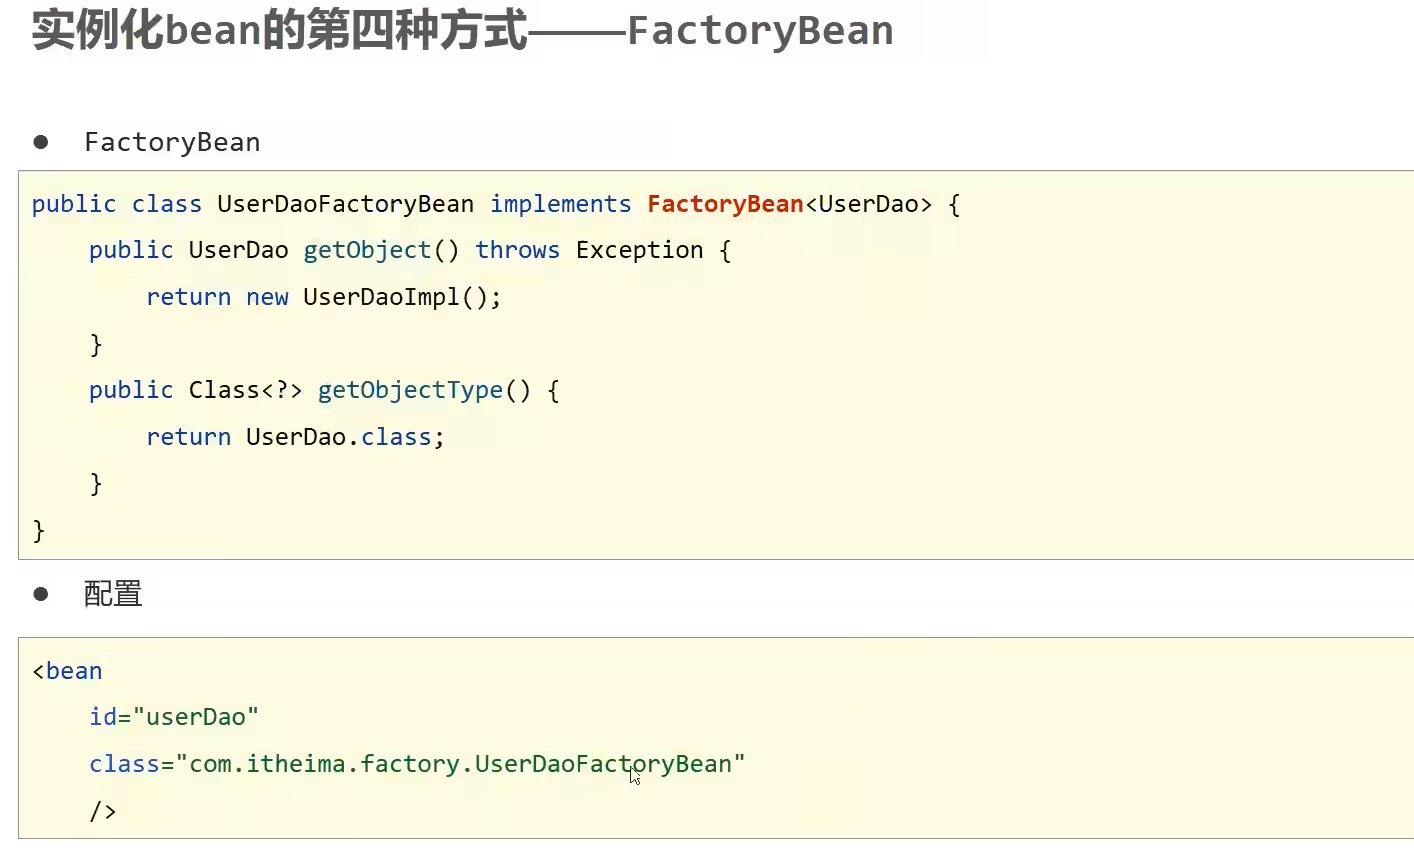 实例化bean的第四种方式——FactoryBean
● FactoryBean
public class UserDaoFactoryBean implements FactoryBean<UserDao> {
    public UserDao getObject() throws Exception {
        return new UserDaoImpl();
    }
    public Class<?> getObjectType() {
        return UserDao.class;
    }
}
● 配置
<bean
    id="userDao"
    class="com.itheima.factory.UserDaoFactoryBean"
    />